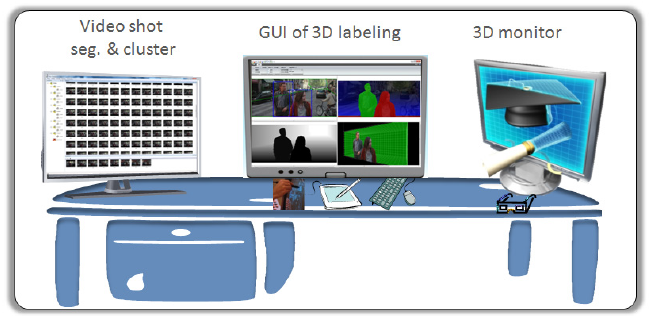 Video shot
seg. & cluster
GUI of 3D labeling
3D monitor